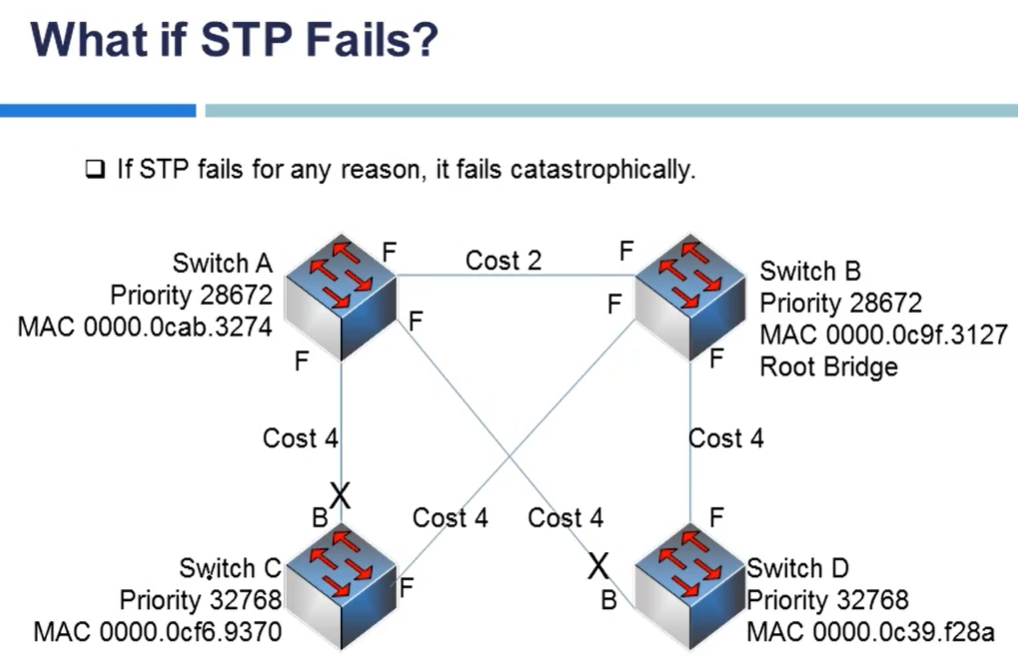 What if STP Fails?
❑ If STP fails for any reason, it fails catastrophically.
Switch A
Priority 28672
MAC 0000.0cab.3274
F
F
F
Cost 2
F
F
F
Switch B
Priority 28672
MAC 0000.0c9f.3127
Root Bridge
Cost 4
Cost 4
X
B
Cost 4
Cost 4
X
B
F
F
Switch C
Priority 32768
MAC 0000.0cf6.9370
Switch D
Priority 32768
MAC 0000.0c39.f28a